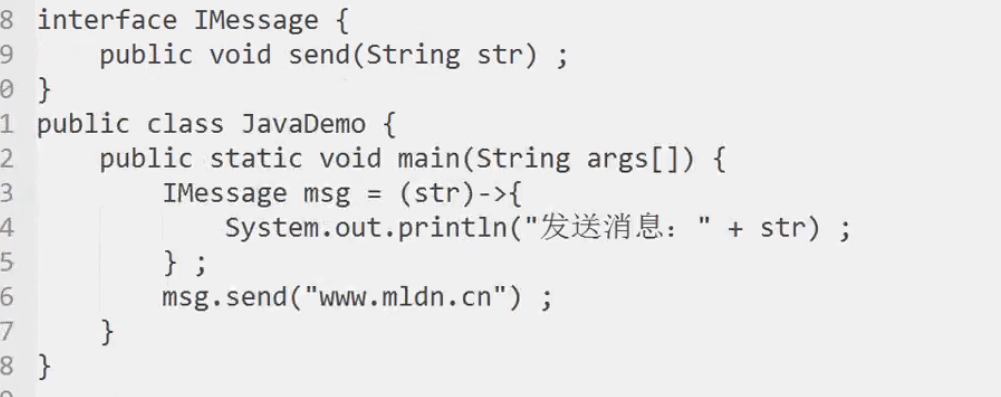 8 interface IMessage {
9     public void send(String str) ;
0 }
1 public class JavaDemo {
2     public static void main(String args[]) {
3         IMessage msg = (str)->{
4             System.out.println("发送消息：" + str) ;
5         } ;
6         msg.send("www.mldn.cn") ;
7     }
8 }